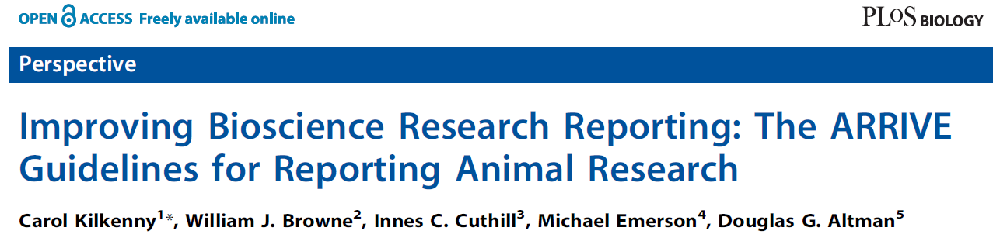 OPEN ACCESS Freely available online
PLoS BIOLOGY
Perspective
Improving Bioscience Research Reporting: The ARRIVE
Guidelines for Reporting Animal Research
Carol Kilkenny1*, William J. Browne2, Innes C. Cuthill3, Michael Emerson4, Douglas G. Altman5